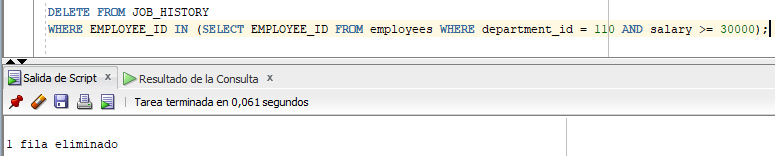 DELETE FROM JOB_HISTORY
WHERE EMPLOYEE_ID IN (SELECT EMPLOYEE_ID FROM employees WHERE department_id = 110 AND salary >= 30000);
Salida de Script x
Resultado de la Consulta x
Tarea terminada en 0,061 segundos
1 fila eliminado